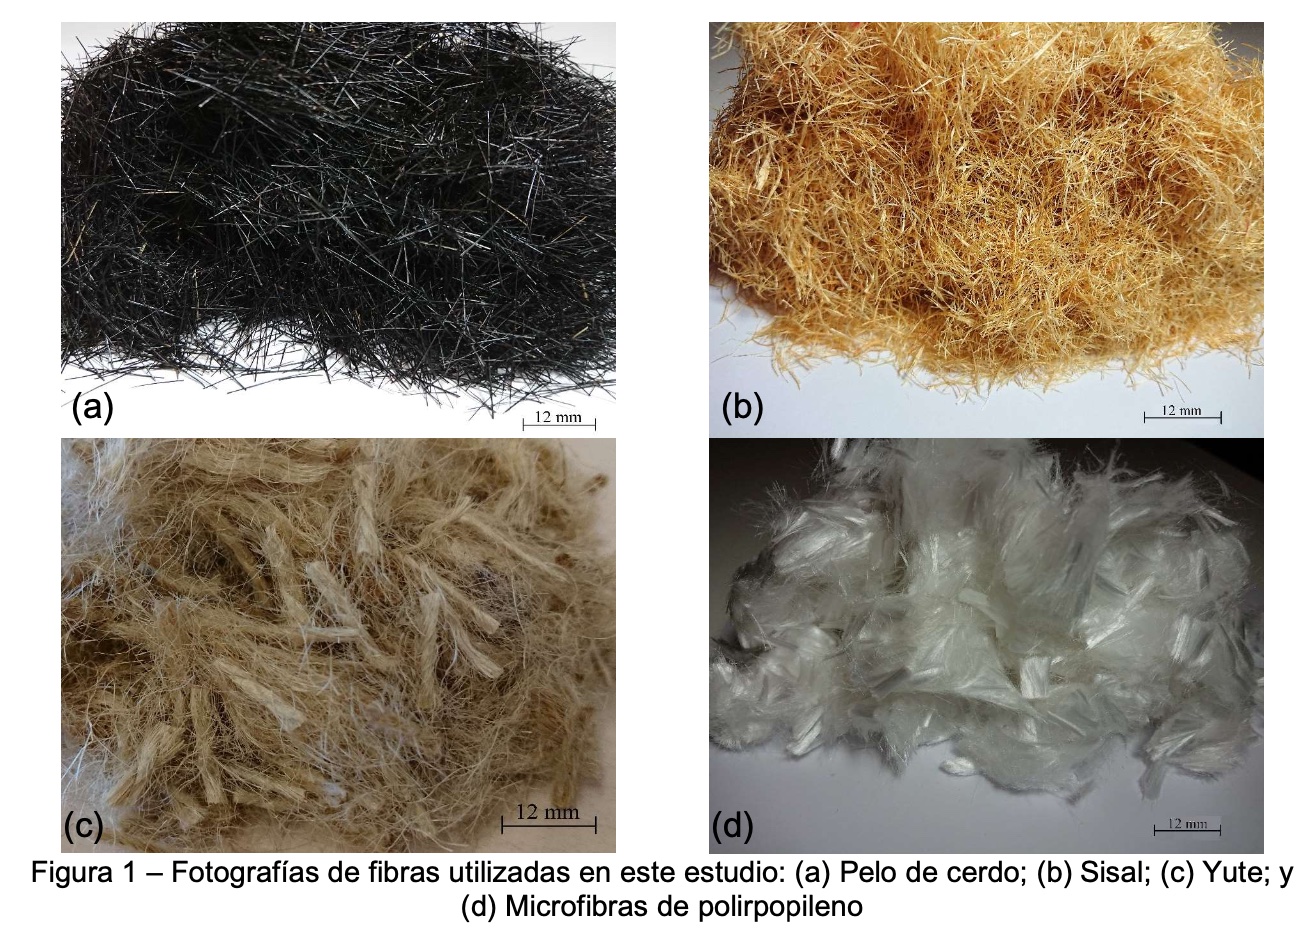 (a)
12 mm
(b)
12 mm
(c)
12 mm
(d)
12 mm
Figura 1 – Fotografías de fibras utilizadas en este estudio: (a) Pelo de cerdo; (b) Sisal; (c) Yute; y
(d) Microfibras de polirpopileno